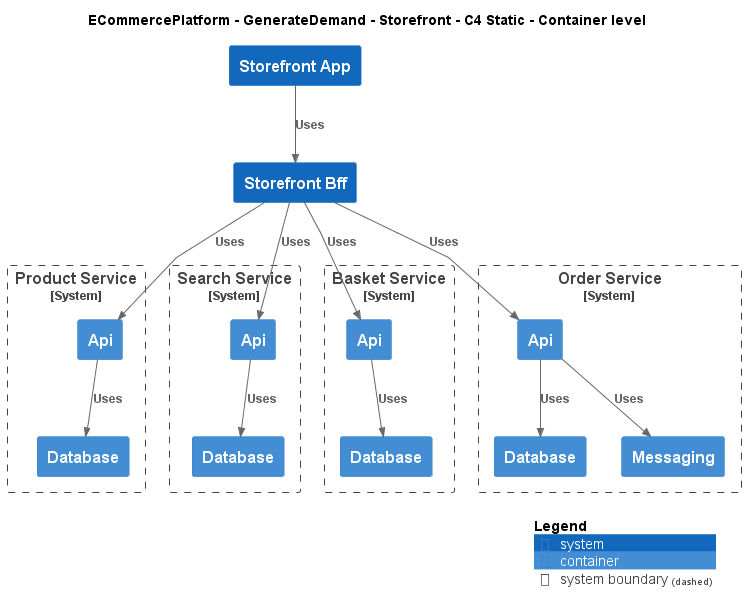 ECommercePlatform - GenerateDemand - Storefront - C4 Static - Container level
Storefront App
Uses
Storefront Bff
Uses
Uses
Uses
Uses
Product Service
[System]
Search Service
[System]
Basket Service
[System]
Order Service
[System]
Api
Api
Api
Api
Uses
Uses
Uses
Uses
Uses
Database
Database
Database
Database
Messaging
Legend
system
container
system boundary (dashed)